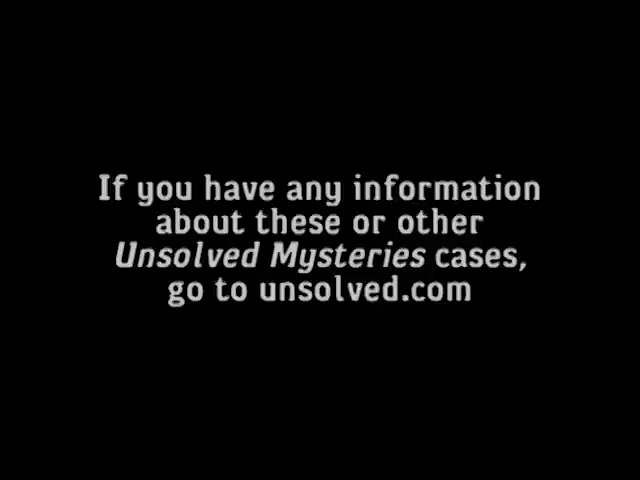 If you have any information
about these or other
Unsolved Mysteries cases,
go to unsolved.com